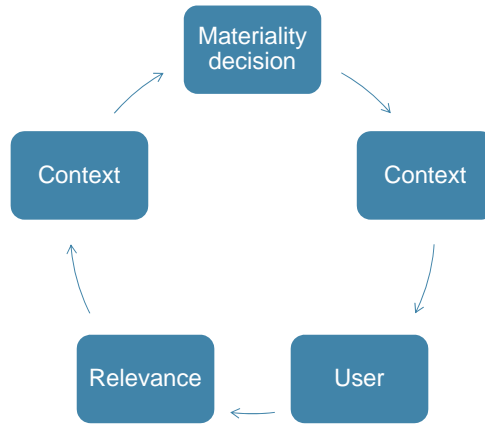 Materiality
decision
Context
Context
Relevance
User